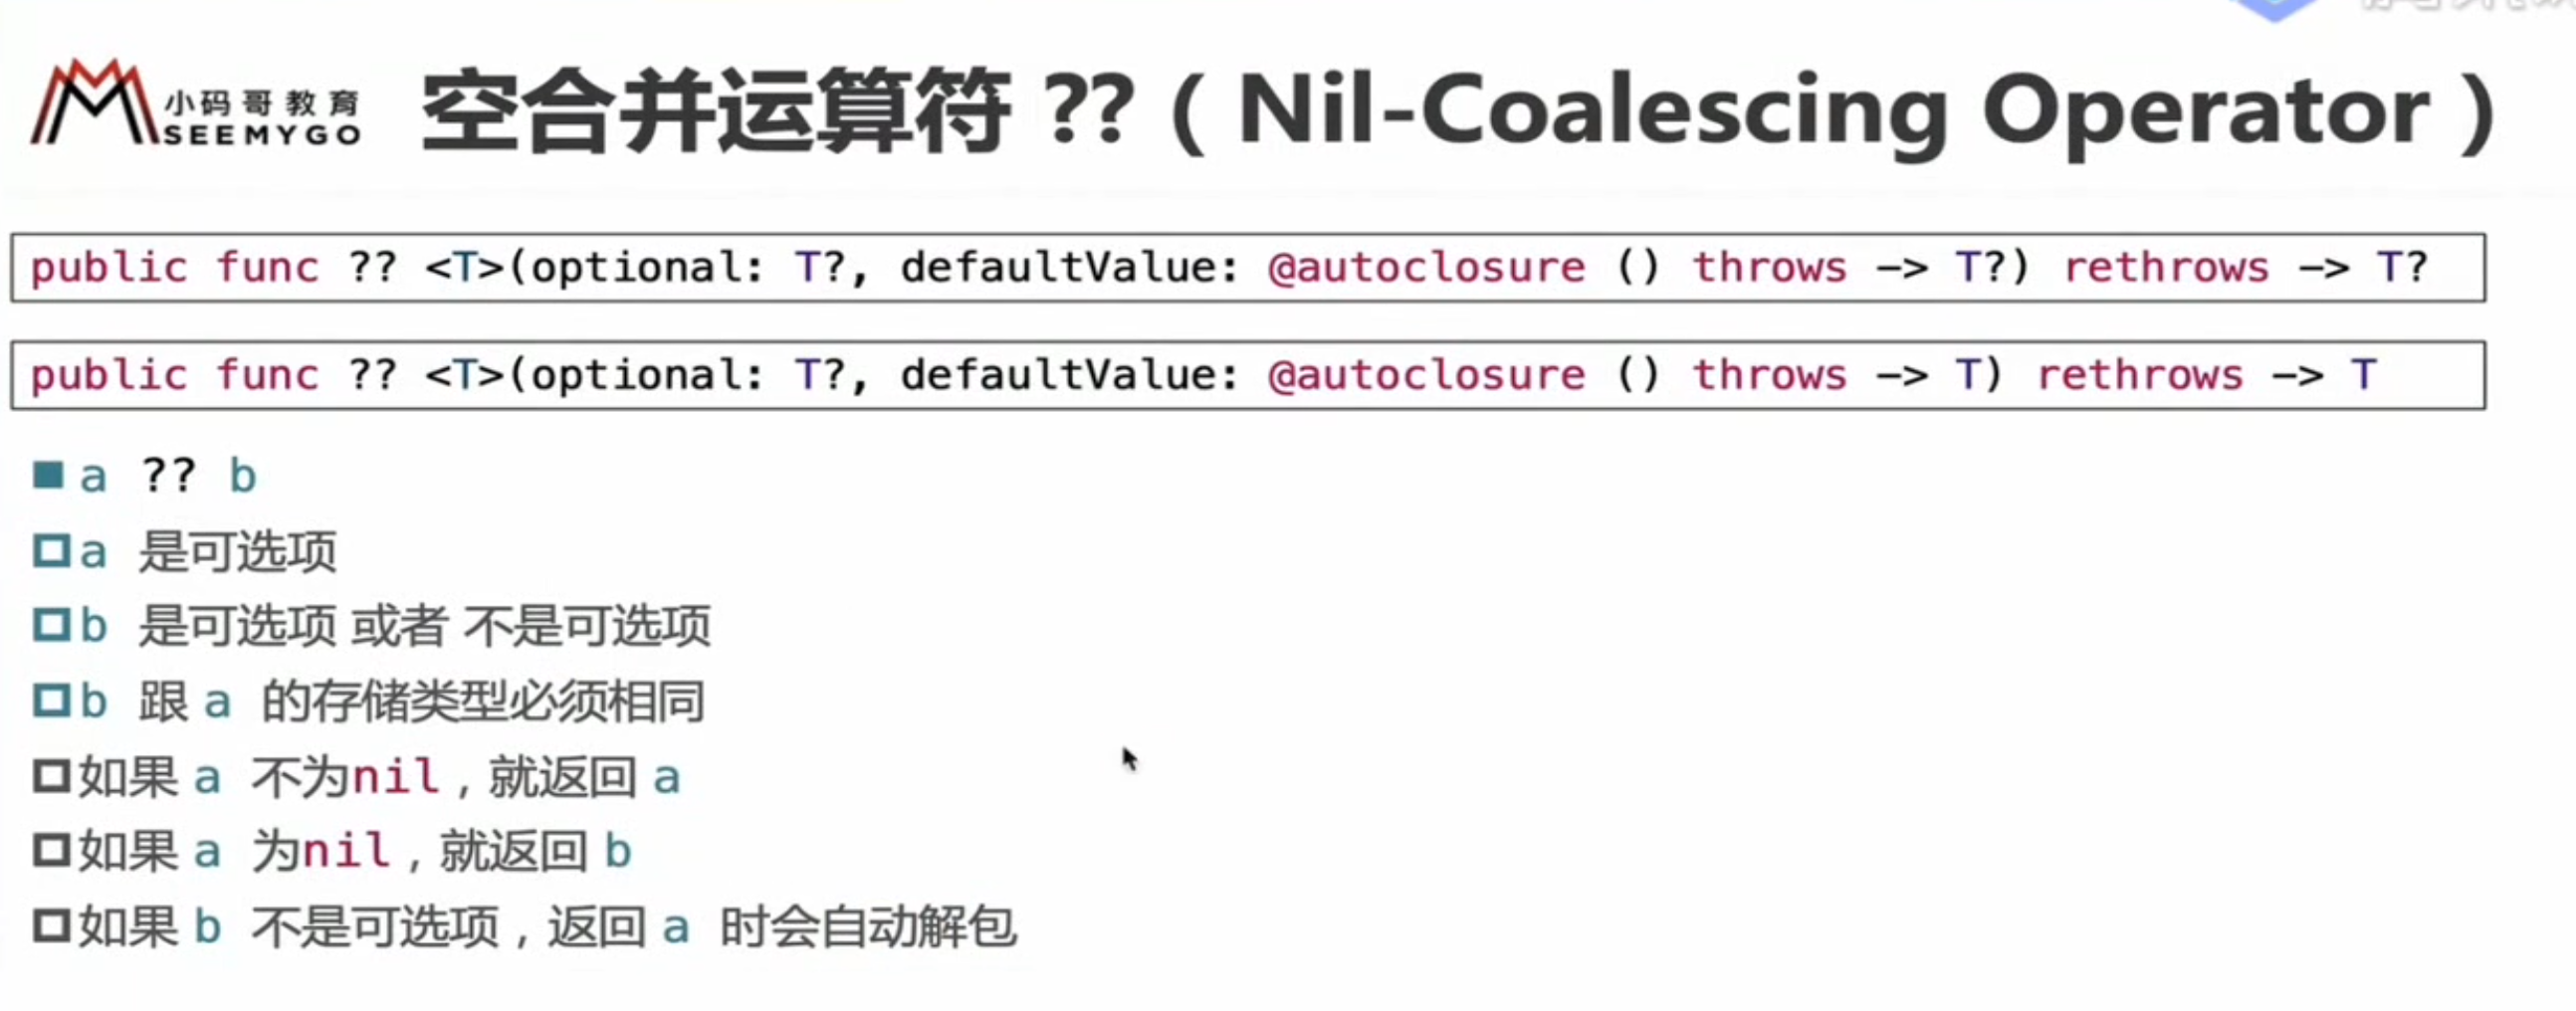 小码哥教育
SEEMYGO
空合并运算符 ??（ Nil-Coalescing Operator ）
public func ?? <T>(optional: T?, defaultValue: @autoclosure () throws -> T?) rethrows -> T?
public func ?? <T>(optional: T?, defaultValue: @autoclosure () throws -> T) rethrows -> T
a ?? b
a 是可选项
b 是可选项 或者 不是可选项
b 跟 a 的存储类型必须相同
如果 a 不为nil，就返回 a
如果 a 为nil，就返回 b
如果 b 不是可选项，返回 a 时会自动解包